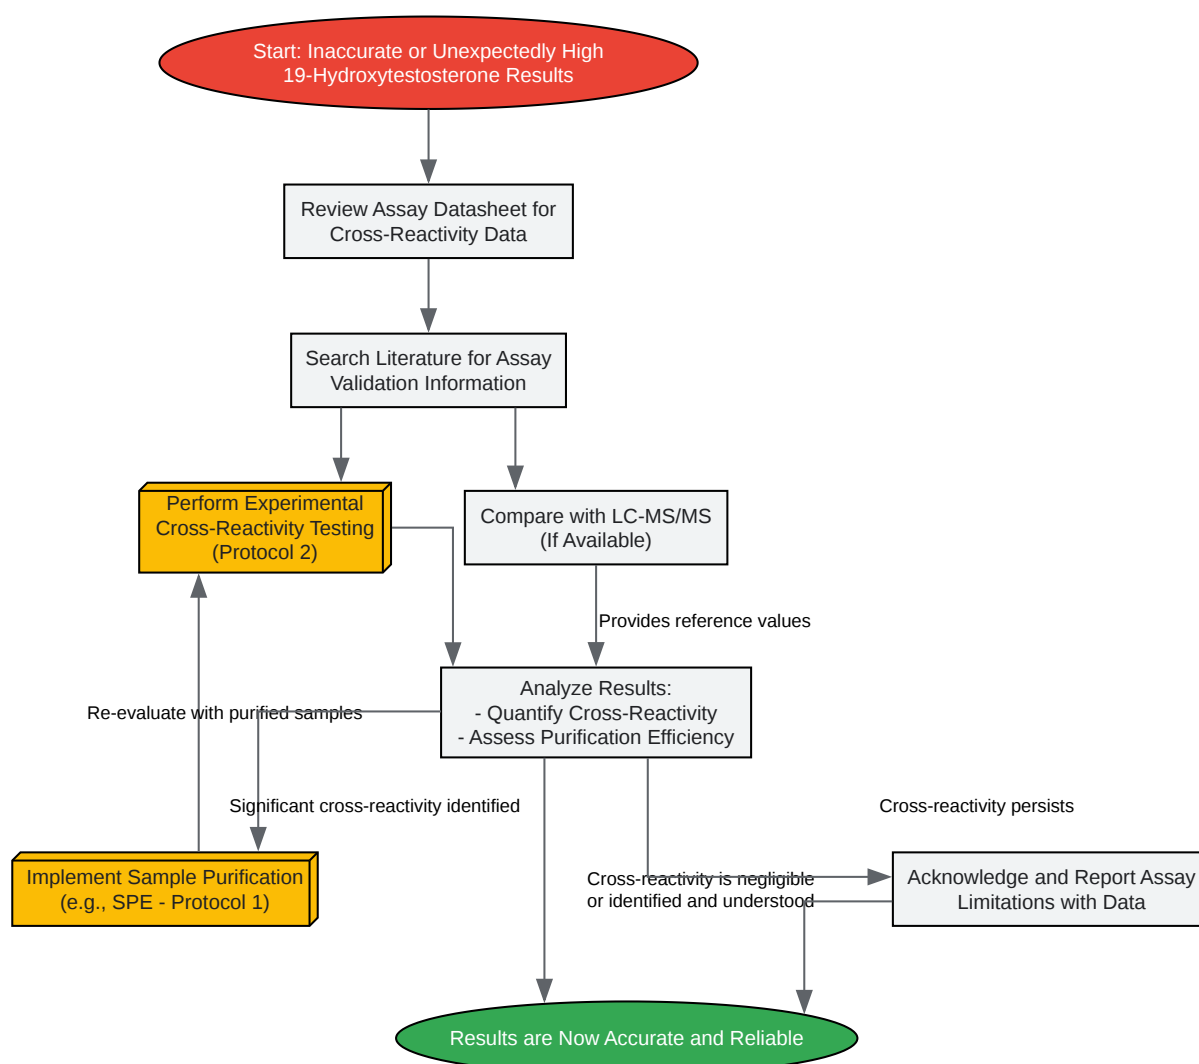 Start: Inaccurate or Unexpectedly High
19-Hydroxytestosterone Results
Review Assay Datasheet for
Cross-Reactivity Data
Search Literature for Assay
Validation Information
Perform Experimental
Cross-Reactivity Testing
(Protocol 2)
Compare with LC-MS/MS
(If Available)
Provides reference values
Analyze Results:
- Quantify Cross-Reactivity
- Assess Purification Efficiency
Re-evaluate with purified samples
Significant cross-reactivity identified
Cross-reactivity persists
Implement Sample Purification
(e.g., SPE - Protocol 1)
Cross-reactivity is negligible
or identified and understood
Acknowledge and Report Assay
Limitations with Data
Results are Now Accurate and Reliable